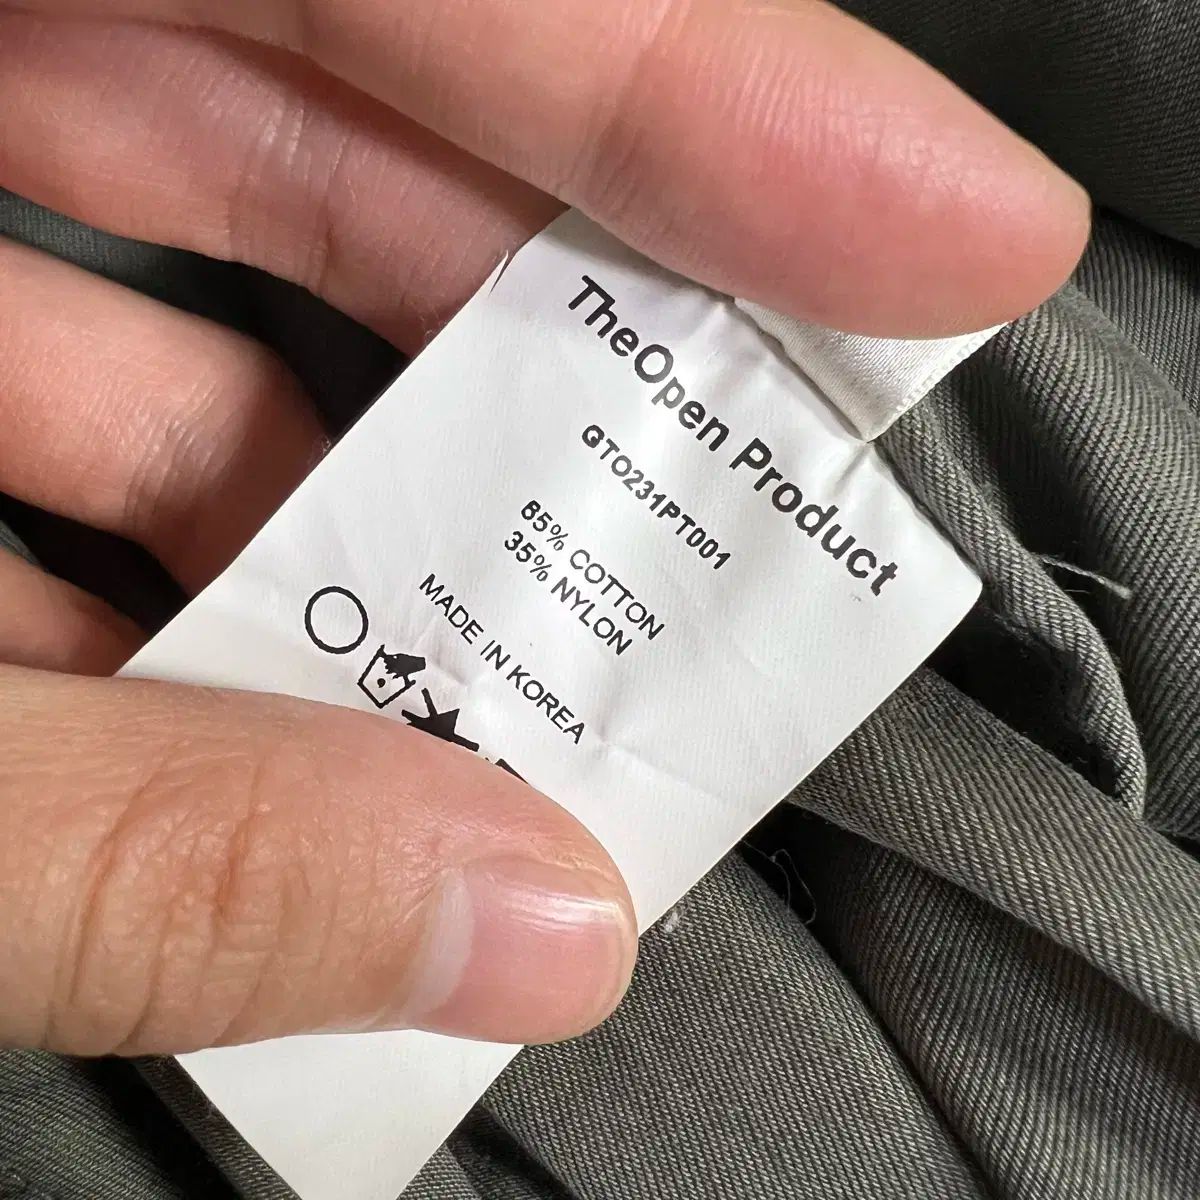 TheOpen Product
GTO231PT001
65% COTTON
35% NYLON
MADE IN KOREA